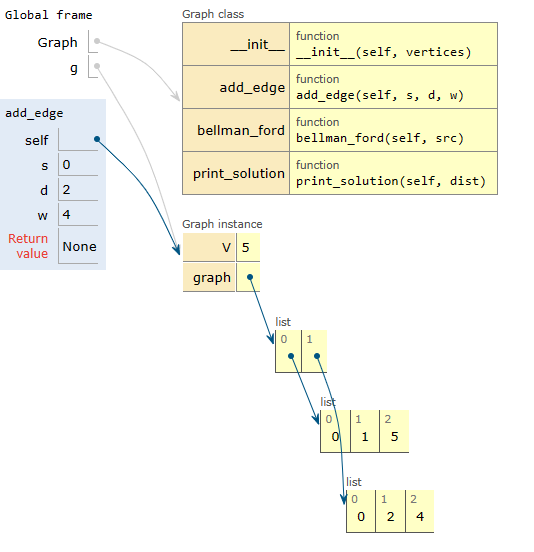 Global frame
Graph
g
add_edge
self
s 0
d 2
w 4
Return
value None
Graph class
__init__ function
__init__(self, vertices)
add_edge function
add_edge(self, s, d, w)
bellman_ford function
bellman_ford(self, src)
print_solution function
print_solution(self, dist)
Graph instance
V 5
graph
list
0 1
list
0 1 2
0 1 5
list
0 1 2
0 2 4